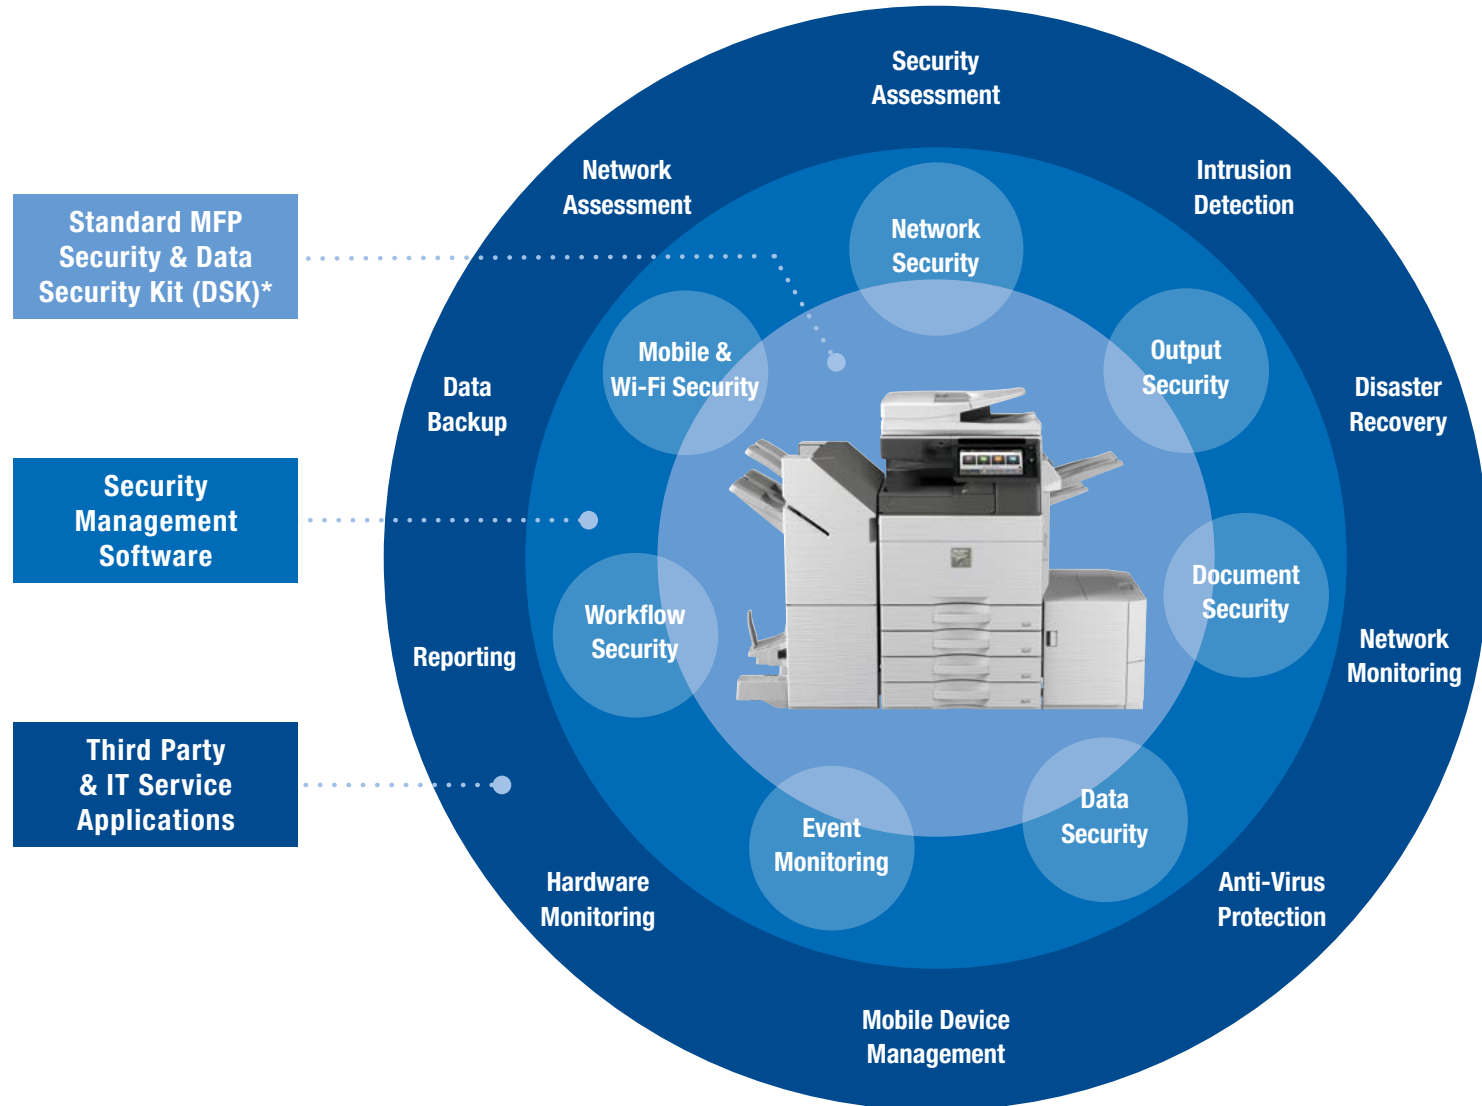 Standard MFP
Security & Data
Security Kit (DSK)*
Security
Management
Software
Third Party
& IT Service
Applications
Security
Assessment
Intrusion
Detection
Disaster
Recovery
Network
Monitoring
Anti-Virus
Protection
Mobile Device
Management
Hardware
Monitoring
Reporting
Data
Backup
Network
Assessment
Network
Security
Output
Security
Document
Security
Data
Security
Event
Monitoring
Workflow
Security
Mobile &
Wi-Fi Security